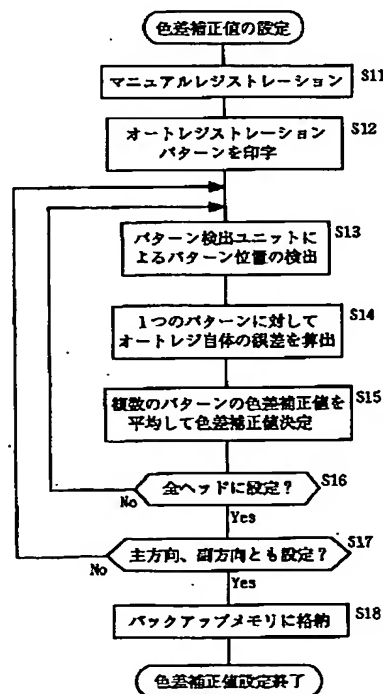 色差補正値の設定
マニュアルレジストレーション
S11
オートレジストレーション
パターンを印字
S12
パターン検出ユニットに
よるパターン位置の検出
S13
1つのパターンに対して
オートレジ自体の誤差を算出
S14
複数のパターンの色差補正値を
平均して色差補正値決定
S15
全ヘッドに設定?
S16
No
Yes
主方向、副方向とも設定?
S17
No
Yes
バックアップメモリに格納
S18
色差補正値設定終了